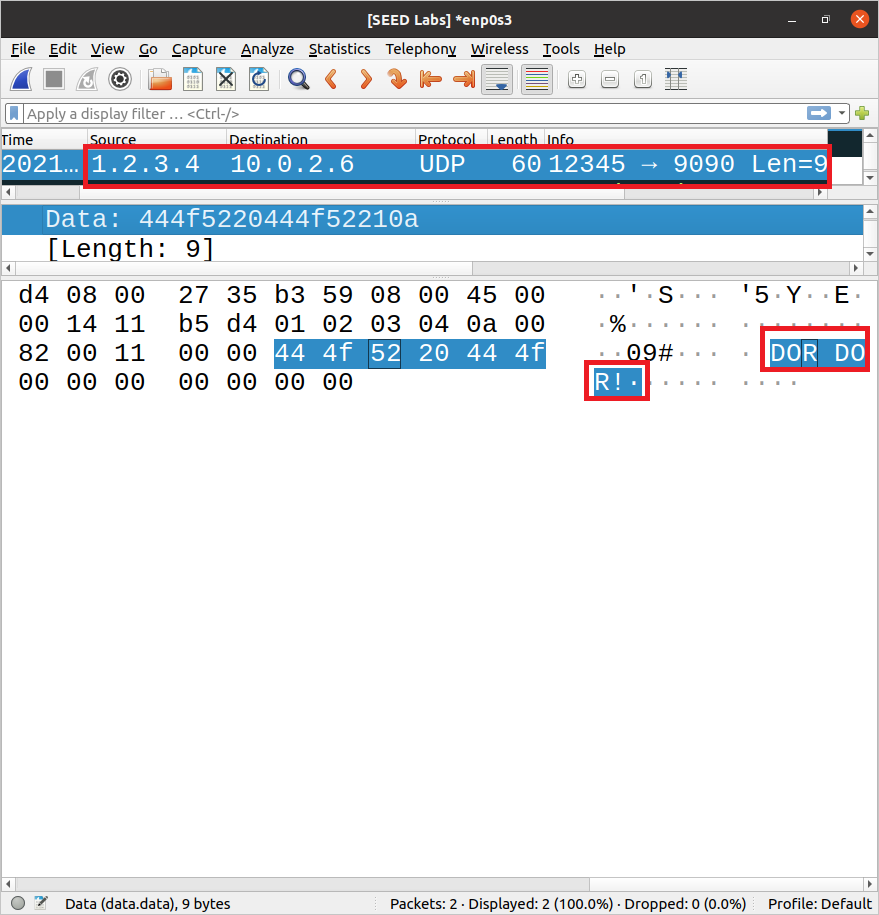 [SEED Labs] *enp0s3
File Edit View Go Capture Analyze Statistics Telephony Wireless Tools Help
Apply a display filter … <Ctrl-/>
Time Source Destination Protocol Length Info
2021… 1.2.3.4 10.0.2.6 UDP 60 12345 → 9090 Len=9
Data: 444f5220444f52210a
[Length: 9]
d4 08 00 27 35 b3 59 08 00 45 00 ··'·S··· '5·Y··E·
00 14 11 b5 d4 01 02 03 04 0a 00 ·%······ ········
82 00 11 00 00 44 4f 52 20 44 4f ··09#··· ·DOR DO
00 00 00 00 00 00 00 R!······ ····
Data (data.data), 9 bytes Packets: 2 · Displayed: 2 (100.0%) · Dropped: 0 (0.0%) Profile: Default